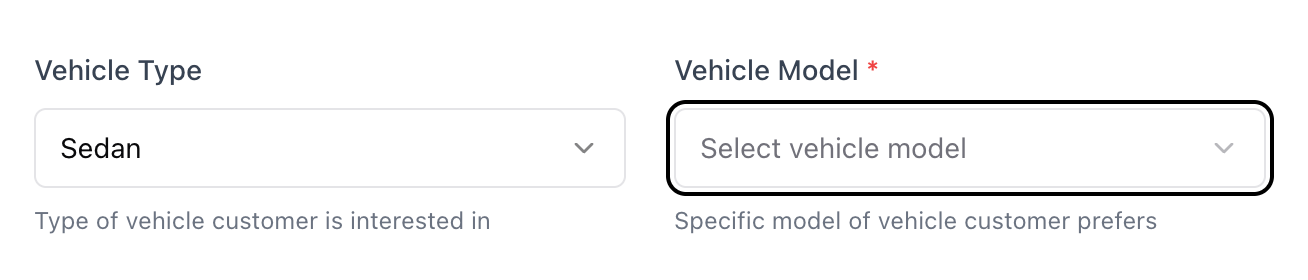 Vehicle Type
Sedan
Type of vehicle customer is interested in
Vehicle Model *
Select vehicle model
Specific model of vehicle customer prefers